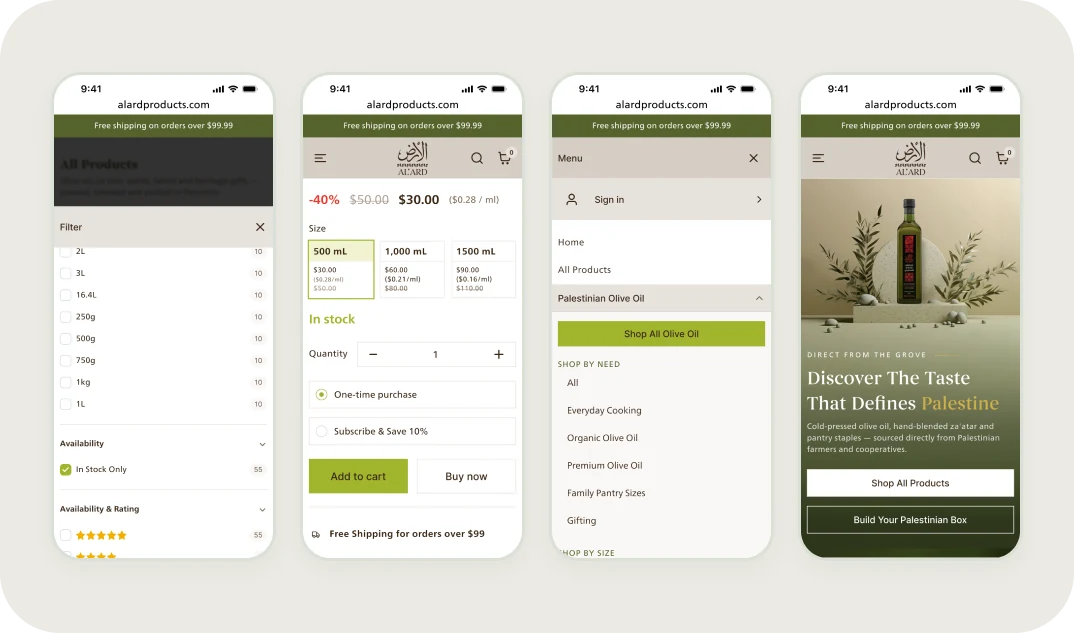 9:41
alardproducts.com
Free shipping on orders over $99.99
All Products
Filter
2L 10
3L 10
16.4L 10
250g 10
500g 10
750g 10
1kg 10
1L 10
Availability
In Stock Only 55
Availability & Rating
55
9:41
alardproducts.com
Free shipping on orders over $99.99
الأرض
AL'ARD
0
-40% $50.00 $30.00 ($0.28 / ml)
Size
500 mL
$30.00
($0.28/ml)
$50.00
1,000 mL
$60.00
($0.21/ml)
$80.00
1500 mL
$90.00
($0.16/ml)
$110.00
In stock
Quantity
1
One-time purchase
Subscribe & Save 10%
Add to cart
Buy now
Free Shipping for orders over $99
9:41
alardproducts.com
Free shipping on orders over $99.99
Menu
Sign in
Home
All Products
Palestinian Olive Oil
Shop All Olive Oil
SHOP BY NEED
All
Everyday Cooking
Organic Olive Oil
Premium Olive Oil
Family Pantry Sizes
Gifting
SHOP BY SIZE
9:41
alardproducts.com
Free shipping on orders over $99.99
الأرض
AL'ARD
0
DIRECT FROM THE GROVE
Discover The Taste
That Defines Palestine
Cold-pressed olive oil, hand-blended za'atar and
pantry staples — sourced directly from Palestinian
farmers and cooperatives.
Shop All Products
Build Your Palestinian Box